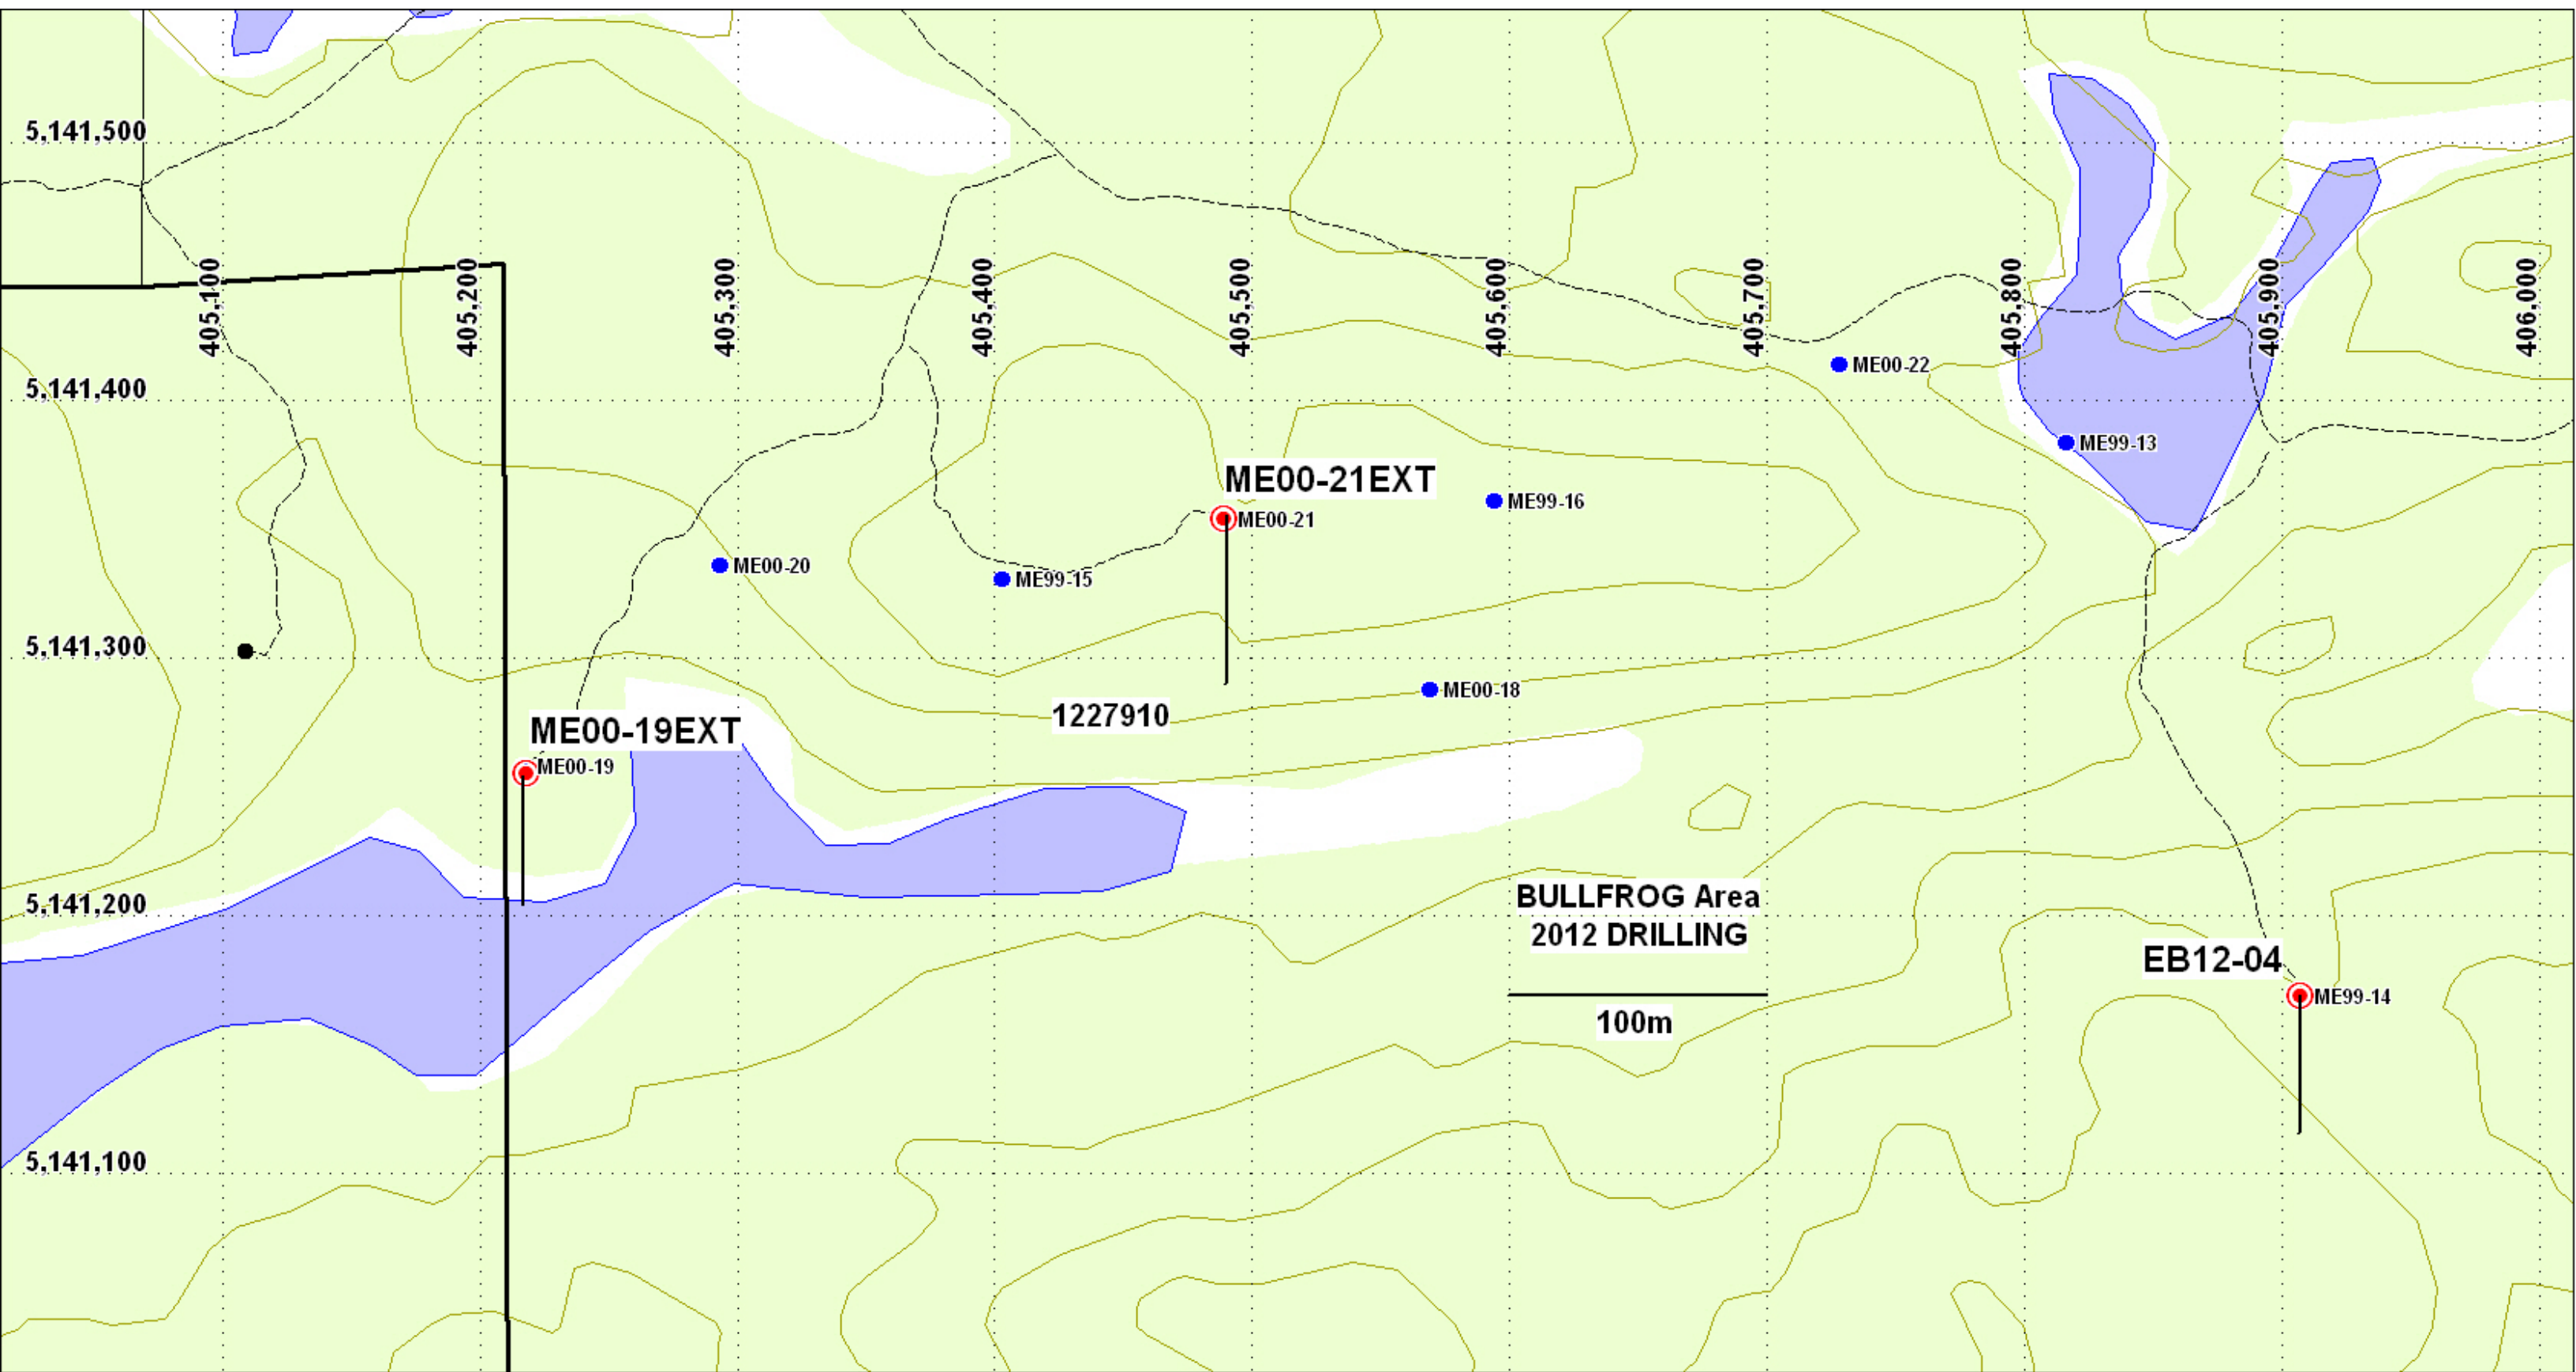 5,141,500
405,100
405,200
405,300
405,400
405,500
405,600
405,700
405,800
405,900
406,000
5,141,400
ME00-22
ME99-13
ME00-21EXT
ME00-21
ME99-16
ME00-20
ME99-15
5,141,300
ME00-18
1227910
ME00-19EXT
ME00-19
5,141,200
BULLFROG Area
2012 DRILLING
100m
EB12-04
ME99-14
5,141,100